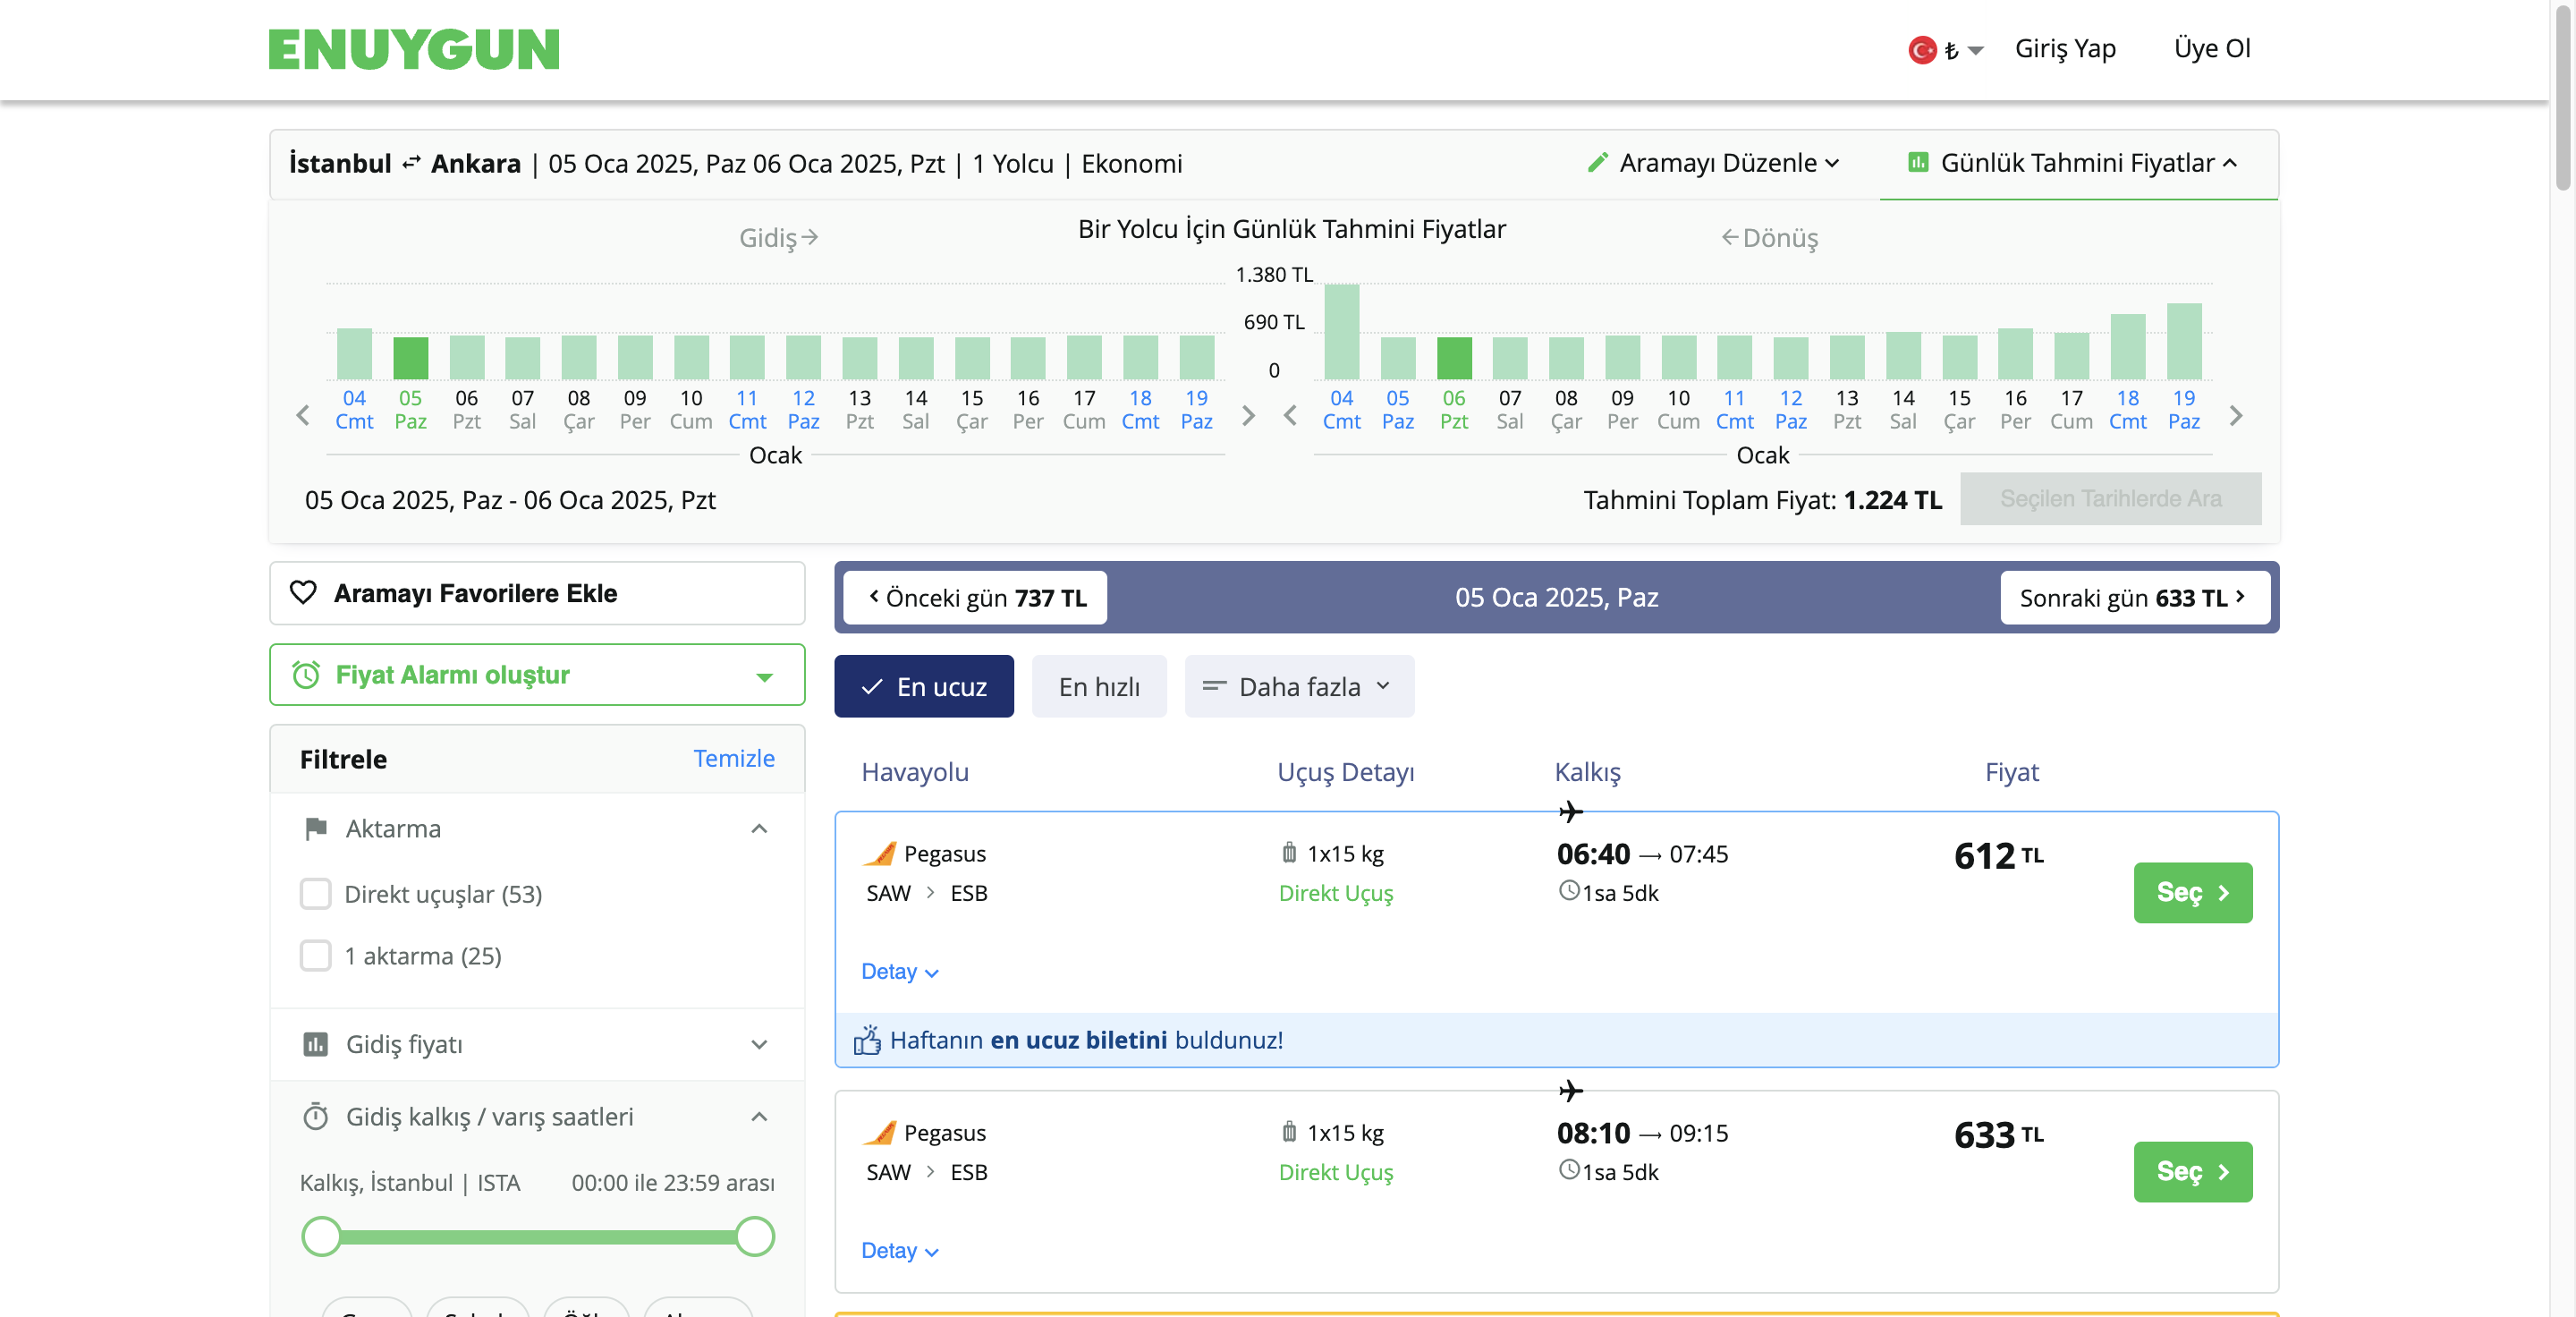 ENUYGUN
₺
Giriş Yap
Üye Ol
İstanbul Ankara | 05 Oca 2025, Paz 06 Oca 2025, Pzt | 1 Yolcu | Ekonomi
Aramayı Düzenle
Günlük Tahmini Fiyatlar
Bir Yolcu İçin Günlük Tahmini Fiyatlar
Gidiş
Dönüş
1.380 TL
690 TL
0
04 05 06 07 08 09 10 11 12 13 14 15 16 17 18 19
Cmt Paz Pzt Sal Çar Per Cum Cmt Paz Pzt Sal Çar Per Cum Cmt Paz
Ocak
04 05 06 07 08 09 10 11 12 13 14 15 16 17 18 19
Cmt Paz Pzt Sal Çar Per Cum Cmt Paz Pzt Sal Çar Per Cum Cmt Paz
Ocak
05 Oca 2025, Paz - 06 Oca 2025, Pzt
Tahmini Toplam Fiyat: 1.224 TL
Seçilen Tarihlerde Ara
Aramayı Favorilere Ekle
Fiyat Alarmı oluştur
Filtrele
Temizle
Aktarma
Direkt uçuşlar (53)
1 aktarma (25)
Gidiş fiyatı
Gidiş kalkış / varış saatleri
Kalkış, İstanbul | ISTA
00:00 ile 23:59 arası
Önceki gün 737 TL
05 Oca 2025, Paz
Sonraki gün 633 TL
En ucuz
En hızlı
Daha fazla
Havayolu
Uçuş Detayı
Kalkış
Fiyat
Pegasus
1x15 kg
06:40 → 07:45
612 TL
SAW > ESB
Direkt Uçuş
1sa 5dk
Seç
Detay
Haftanın en ucuz biletini buldunuz!
Pegasus
1x15 kg
08:10 → 09:15
633 TL
SAW > ESB
Direkt Uçuş
1sa 5dk
Seç
Detay